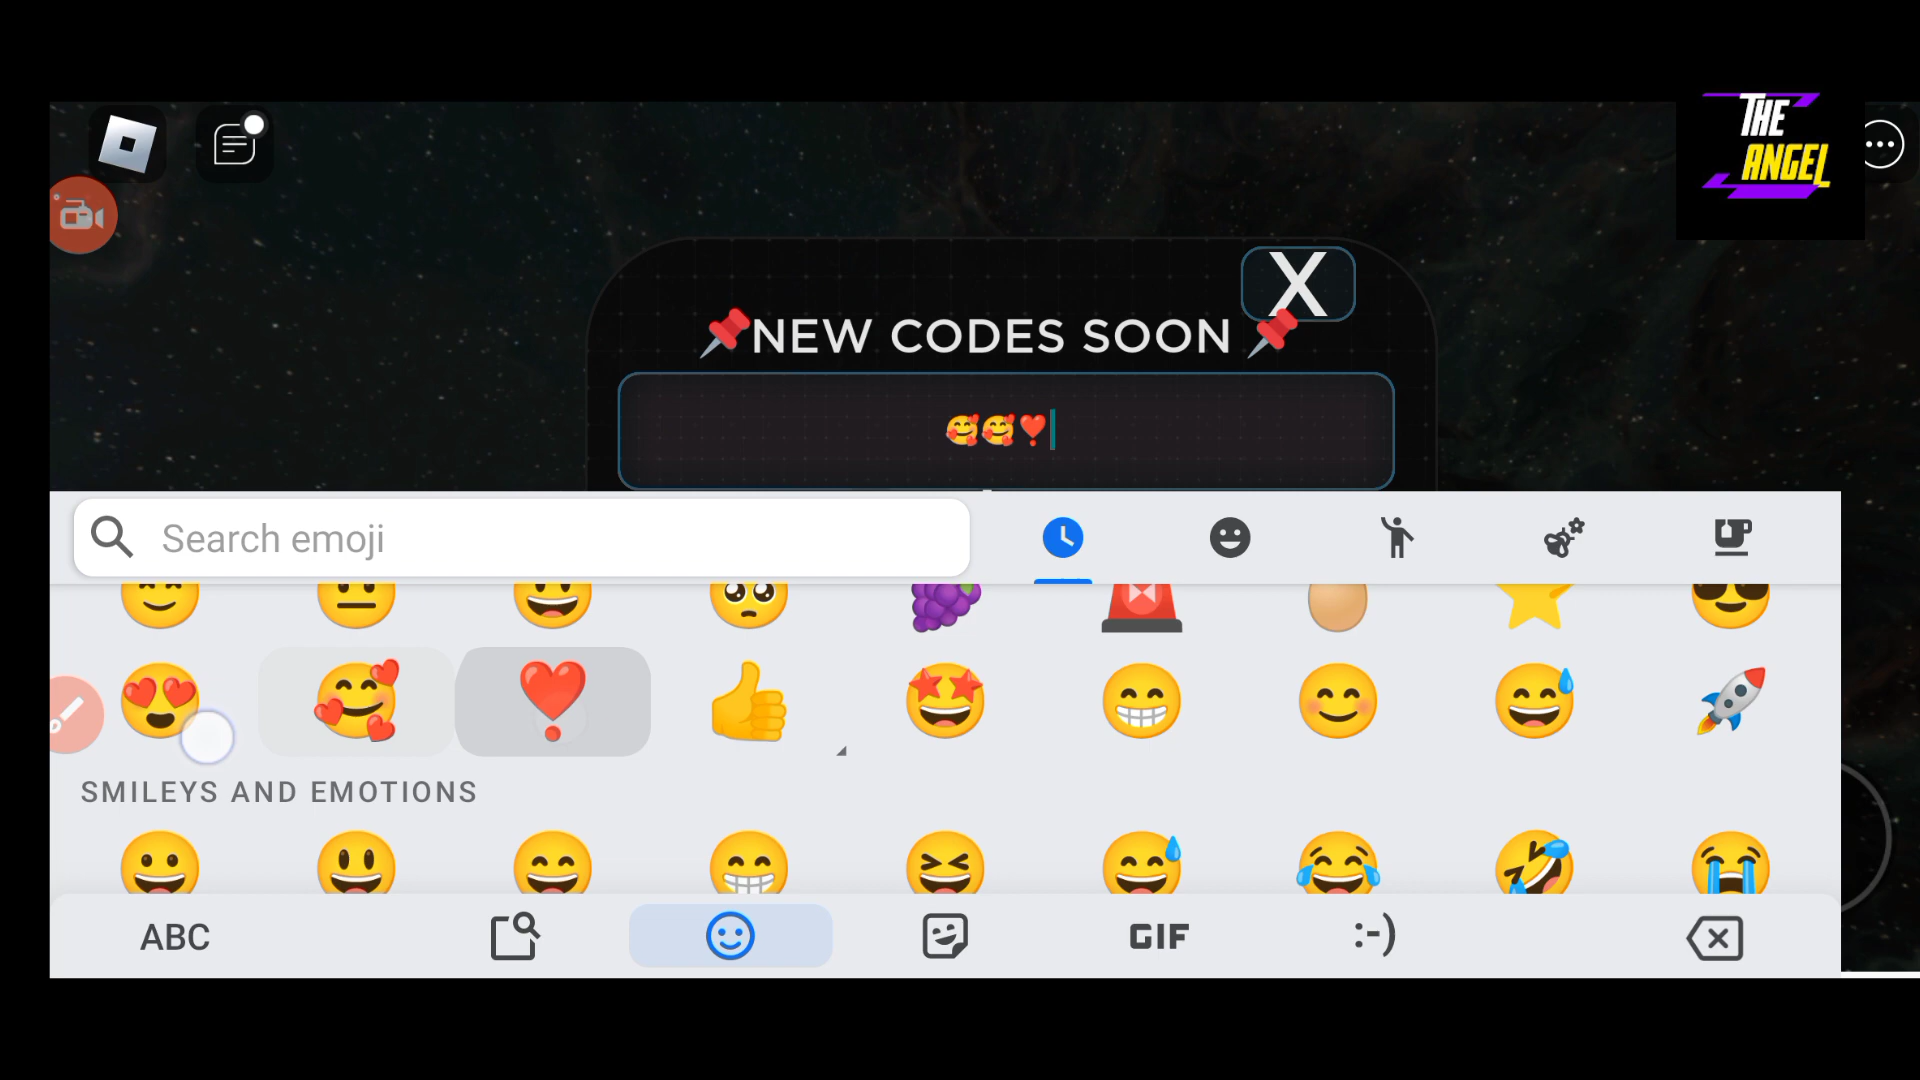 THE
ANGEL
X
📌NEW CODES SOON 📌
🥰🥰❣️
Search emoji
SMILEYS AND EMOTIONS
ABC
GIF
:-)